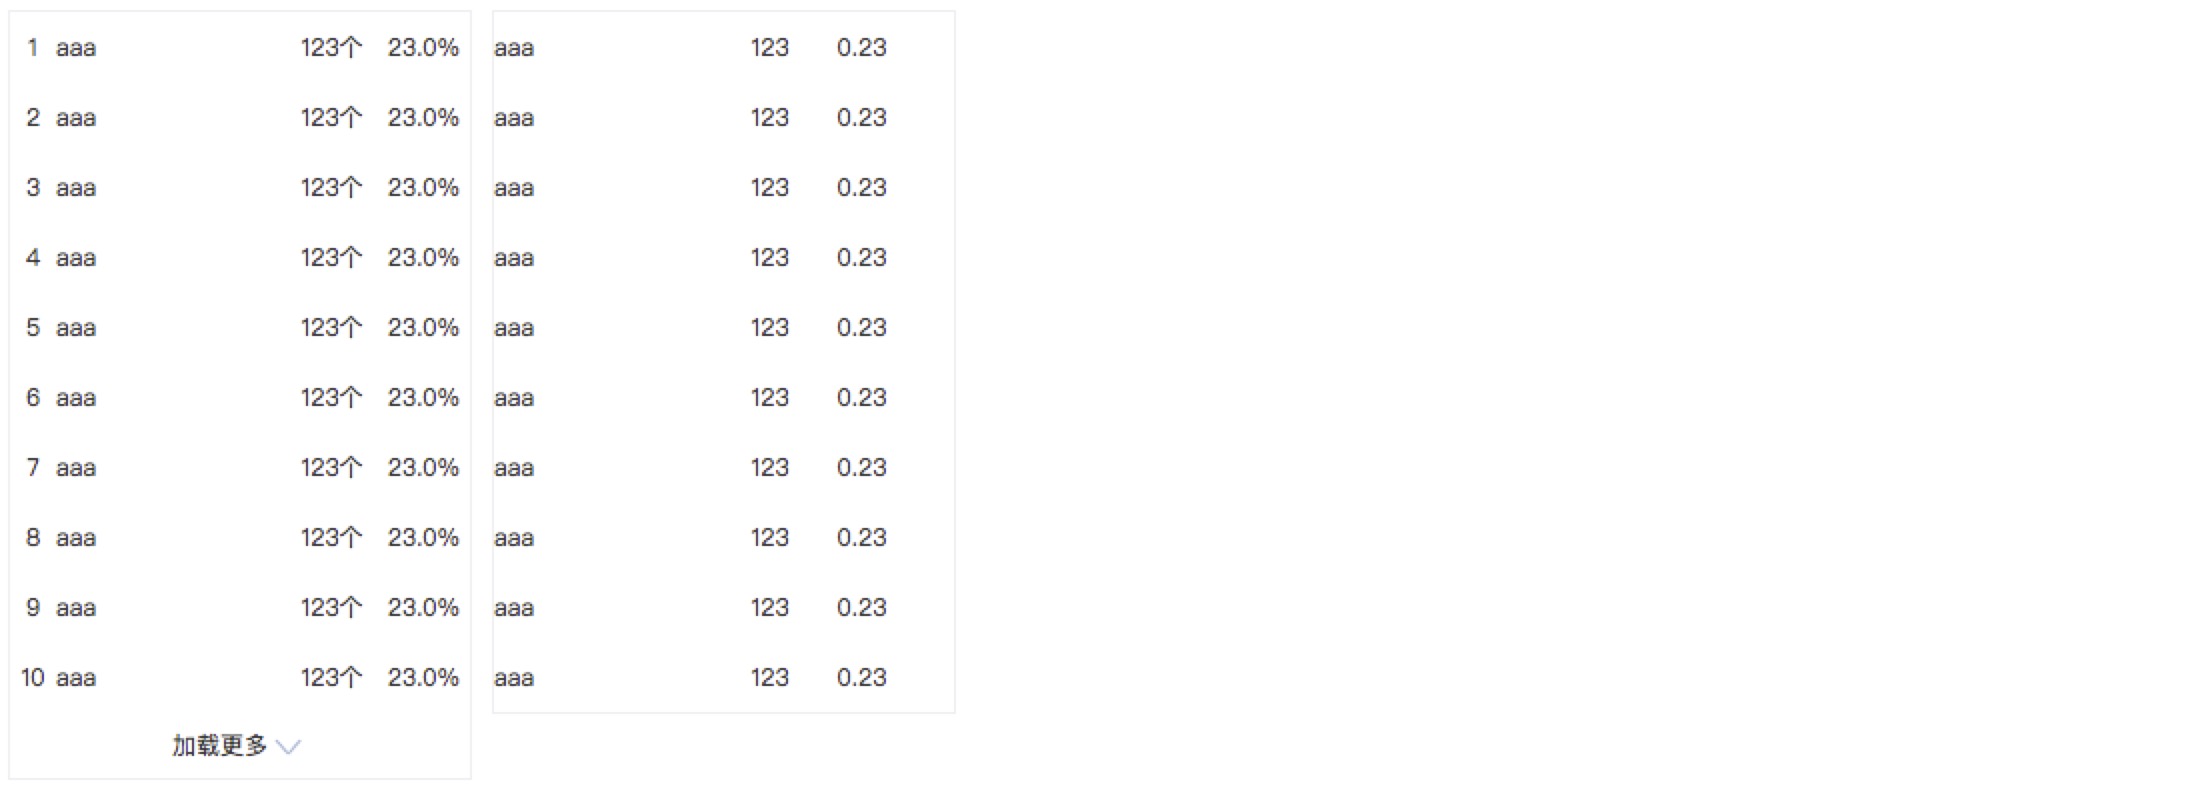 1 aaa 123个 23.0% aaa 123 0.23
2 aaa 123个 23.0% aaa 123 0.23
3 aaa 123个 23.0% aaa 123 0.23
4 aaa 123个 23.0% aaa 123 0.23
5 aaa 123个 23.0% aaa 123 0.23
6 aaa 123个 23.0% aaa 123 0.23
7 aaa 123个 23.0% aaa 123 0.23
8 aaa 123个 23.0% aaa 123 0.23
9 aaa 123个 23.0% aaa 123 0.23
10 aaa 123个 23.0% aaa 123 0.23
加载更多